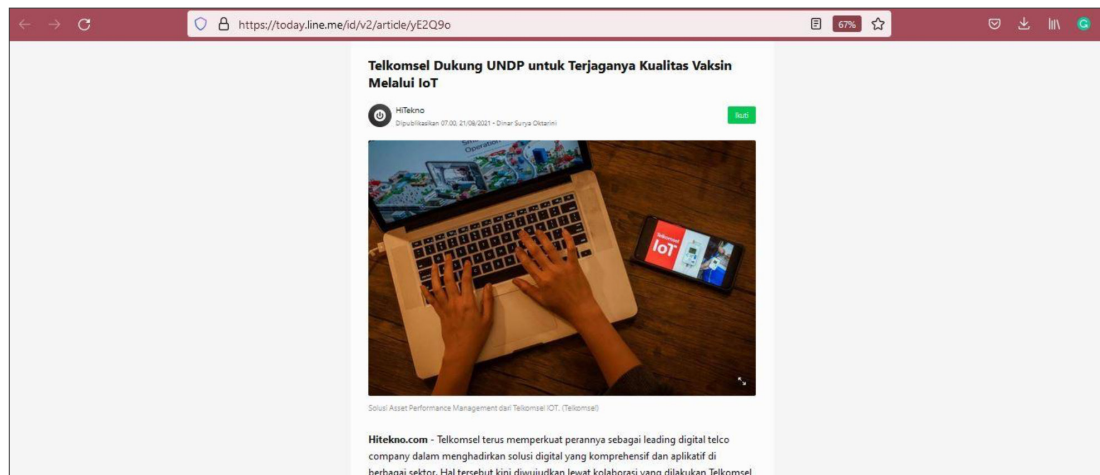 https://today.line.me/id/v2/article/yE2Q9o
67%
Telkomsel Dukung UNDP untuk Terjaganya Kualitas Vaksin
Melalui IoT
HiTekno
Dipublikasikan 07.00, 21/08/2021 • Dinar Surya Oktarini
Ikuti
Operation
Telkomsel
IoT
Solusi Asset Performance Management dari Telkomsel IOT. (Telkomsel)
Hitekno.com - Telkomsel terus memperkuat perannya sebagai leading digital telco
company dalam menghadirkan solusi digital yang komprehensif dan aplikatif di
berbagai sektor. Hal tersebut kini diwujudkan lewat kolaborasi yang dilakukan Telkomsel